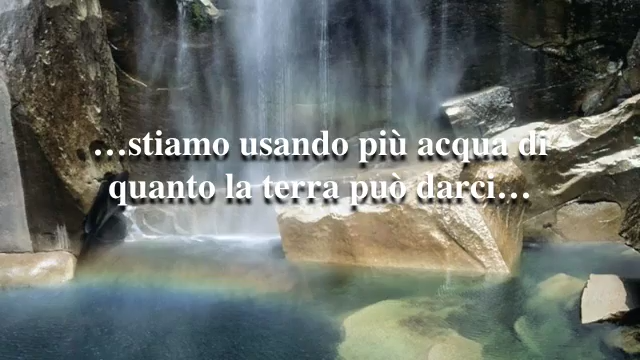 …stiamo usando più acqua di
quanto la terra può darci…